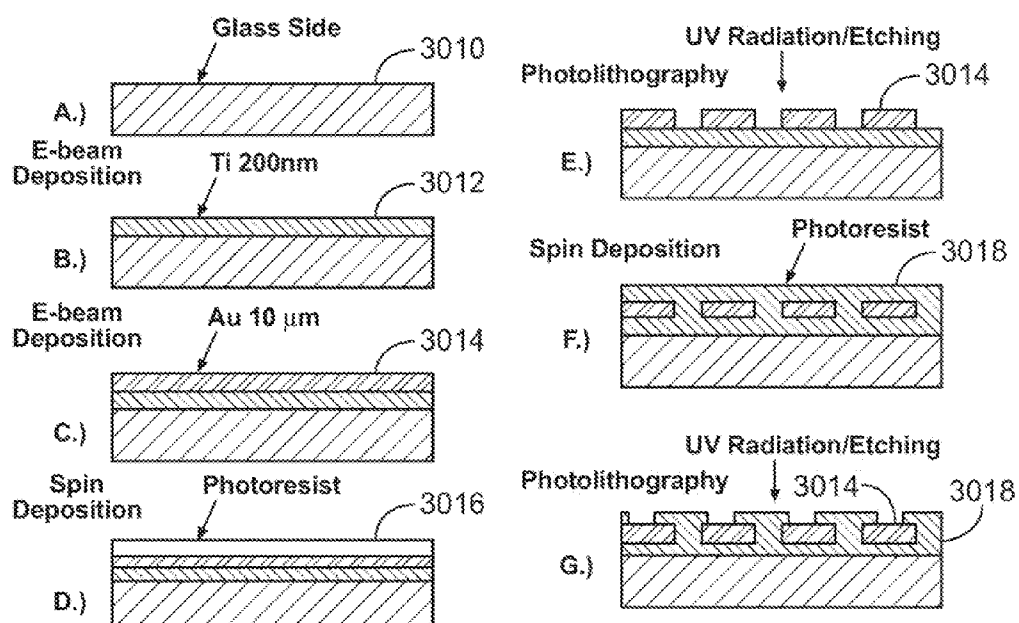 Glass Side
3010
A.)
E-beam
Deposition
Ti 200nm
3012
B.)
E-beam
Deposition
Au 10 μm
3014
C.)
Spin
Deposition
Photoresist
3016
D.)
UV Radiation/Etching
Photolithography
3014
E.)
Spin Deposition
Photoresist
3018
F.)
UV Radiation/Etching
Photolithography
3014
3018
G.)